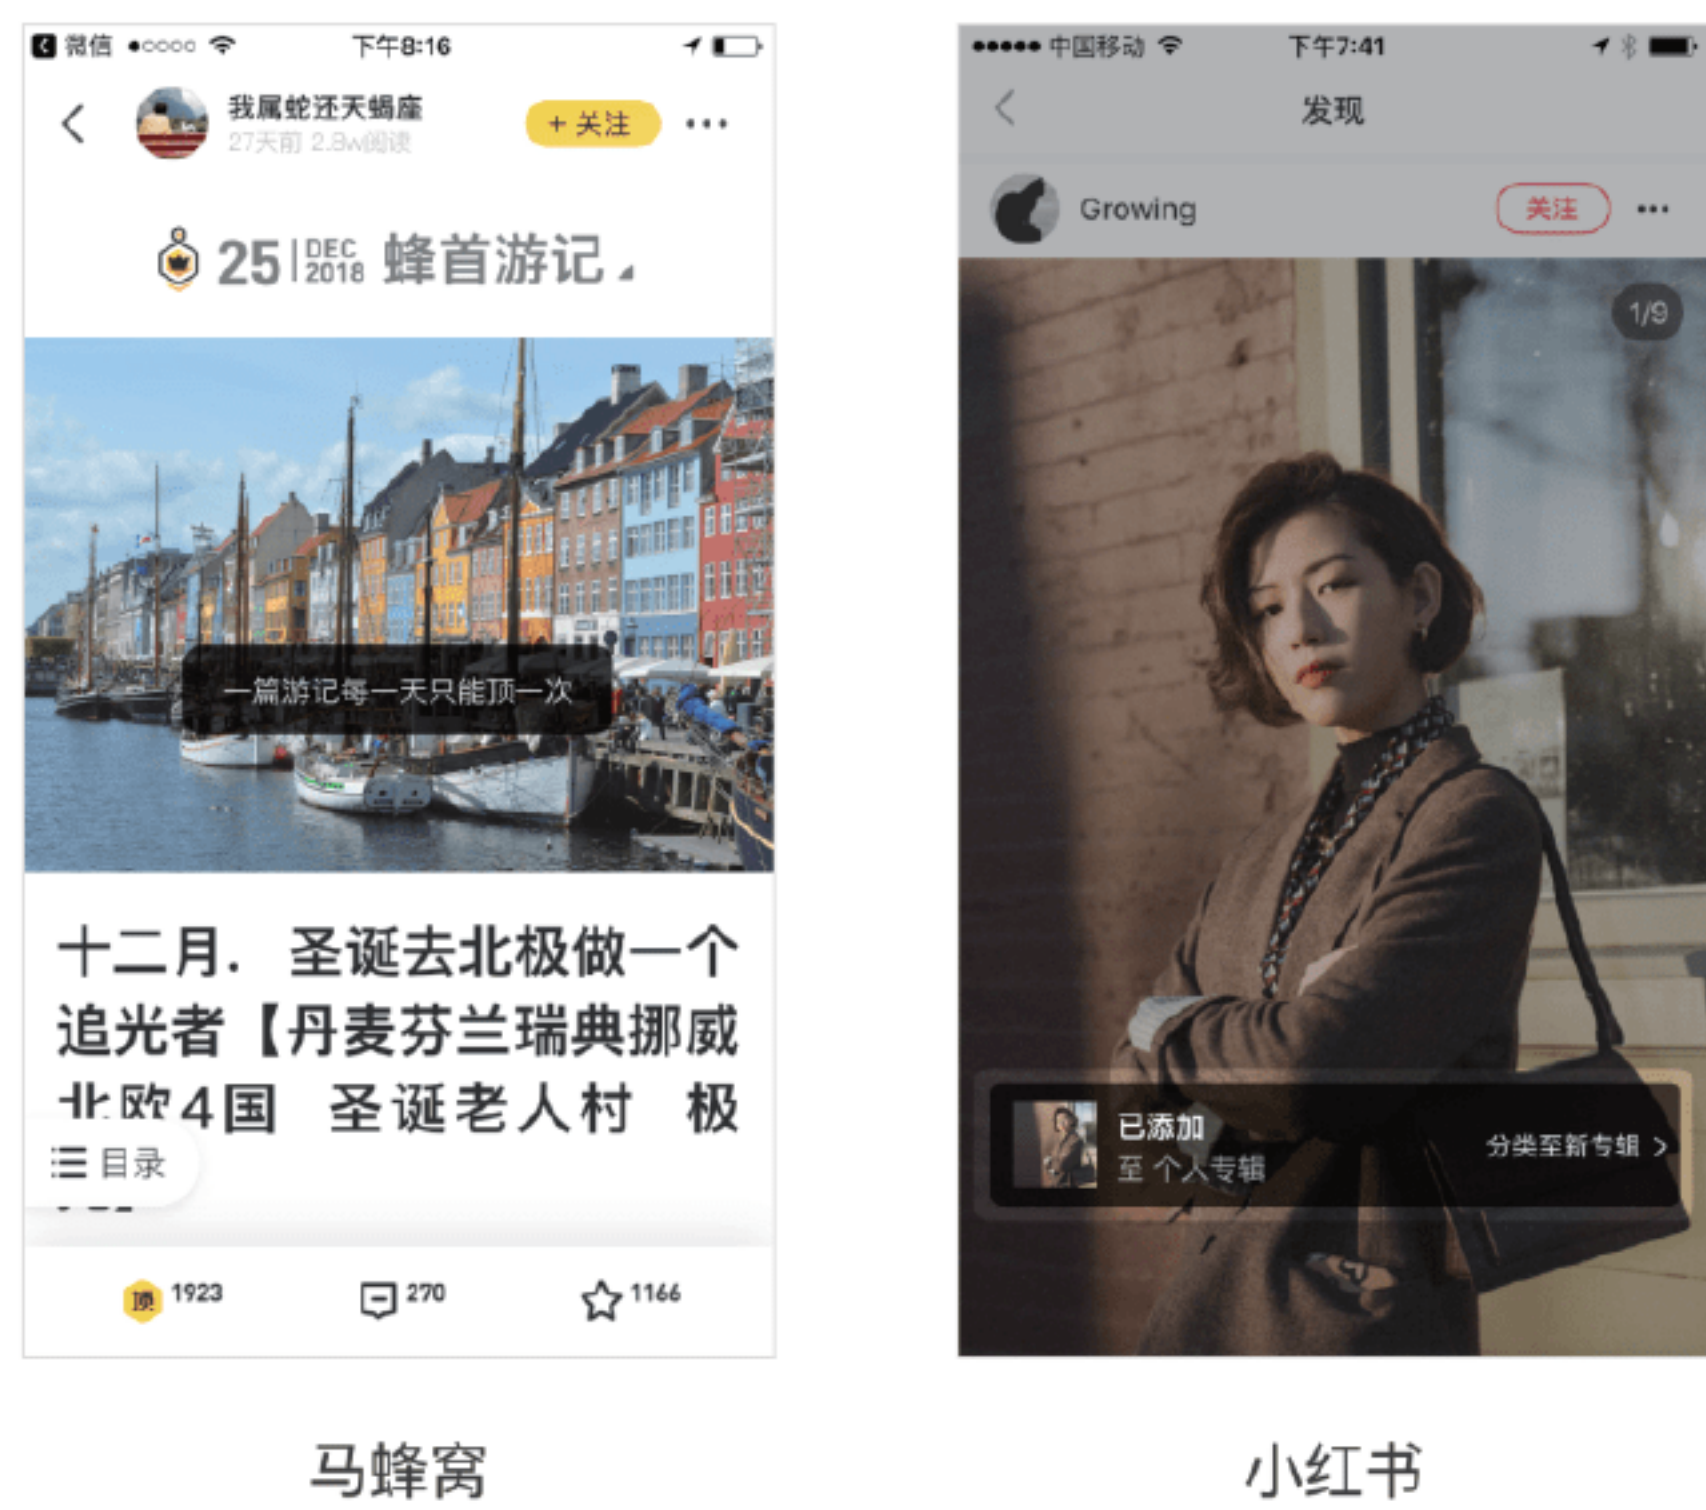 微信
下午8:16
我属蛇还天蝎座
27天前 2.8w阅读
+ 关注
25
DEC
2018
蜂首游记
一篇游记每一天只能顶一次
十二月. 圣诞去北极做一个
追光者【丹麦芬兰瑞典挪威
北欧4国 圣诞老人村 极
目录
顶 1923
270
1166
马蜂窝
中国移动
下午7:41
发现
Growing
关注
1/9
已添加
至 个人专辑
分类至新专辑 >
小红书